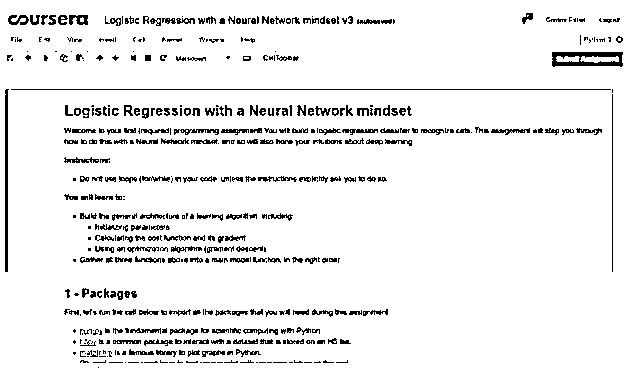 coursera Logistic Regression with a Neural Network mindset v3 (autosaved) Control Panel Logout
File Edit View Insert Cell Kernel Widgets Help Python 3
Markdown CellToolbar Submit Assignment
Logistic Regression with a Neural Network mindset
Welcome to your first (required) programming assignment! You will build a logistic regression classifier to recognize cats. This assignment will step you through
how to do this with a Neural Network mindset, and so will also hone your intuitions about deep learning.
Instructions:
• Do not use loops (for/while) in your code, unless the instructions explicitly ask you to do so.
You will learn to:
• Build the general architecture of a learning algorithm, including:
• Initializing parameters
• Calculating the cost function and its gradient
• Using an optimization algorithm (gradient descent)
• Gather all three functions above into a main model function, in the right order.
1 - Packages
First, let's run the cell below to import all the packages that you will need during this assignment.
• numpy is the fundamental package for scientific computing with Python.
• h5py is a common package to interact with a dataset that is stored on an H5 file.
• matplotlib is a famous library to plot graphs in Python.